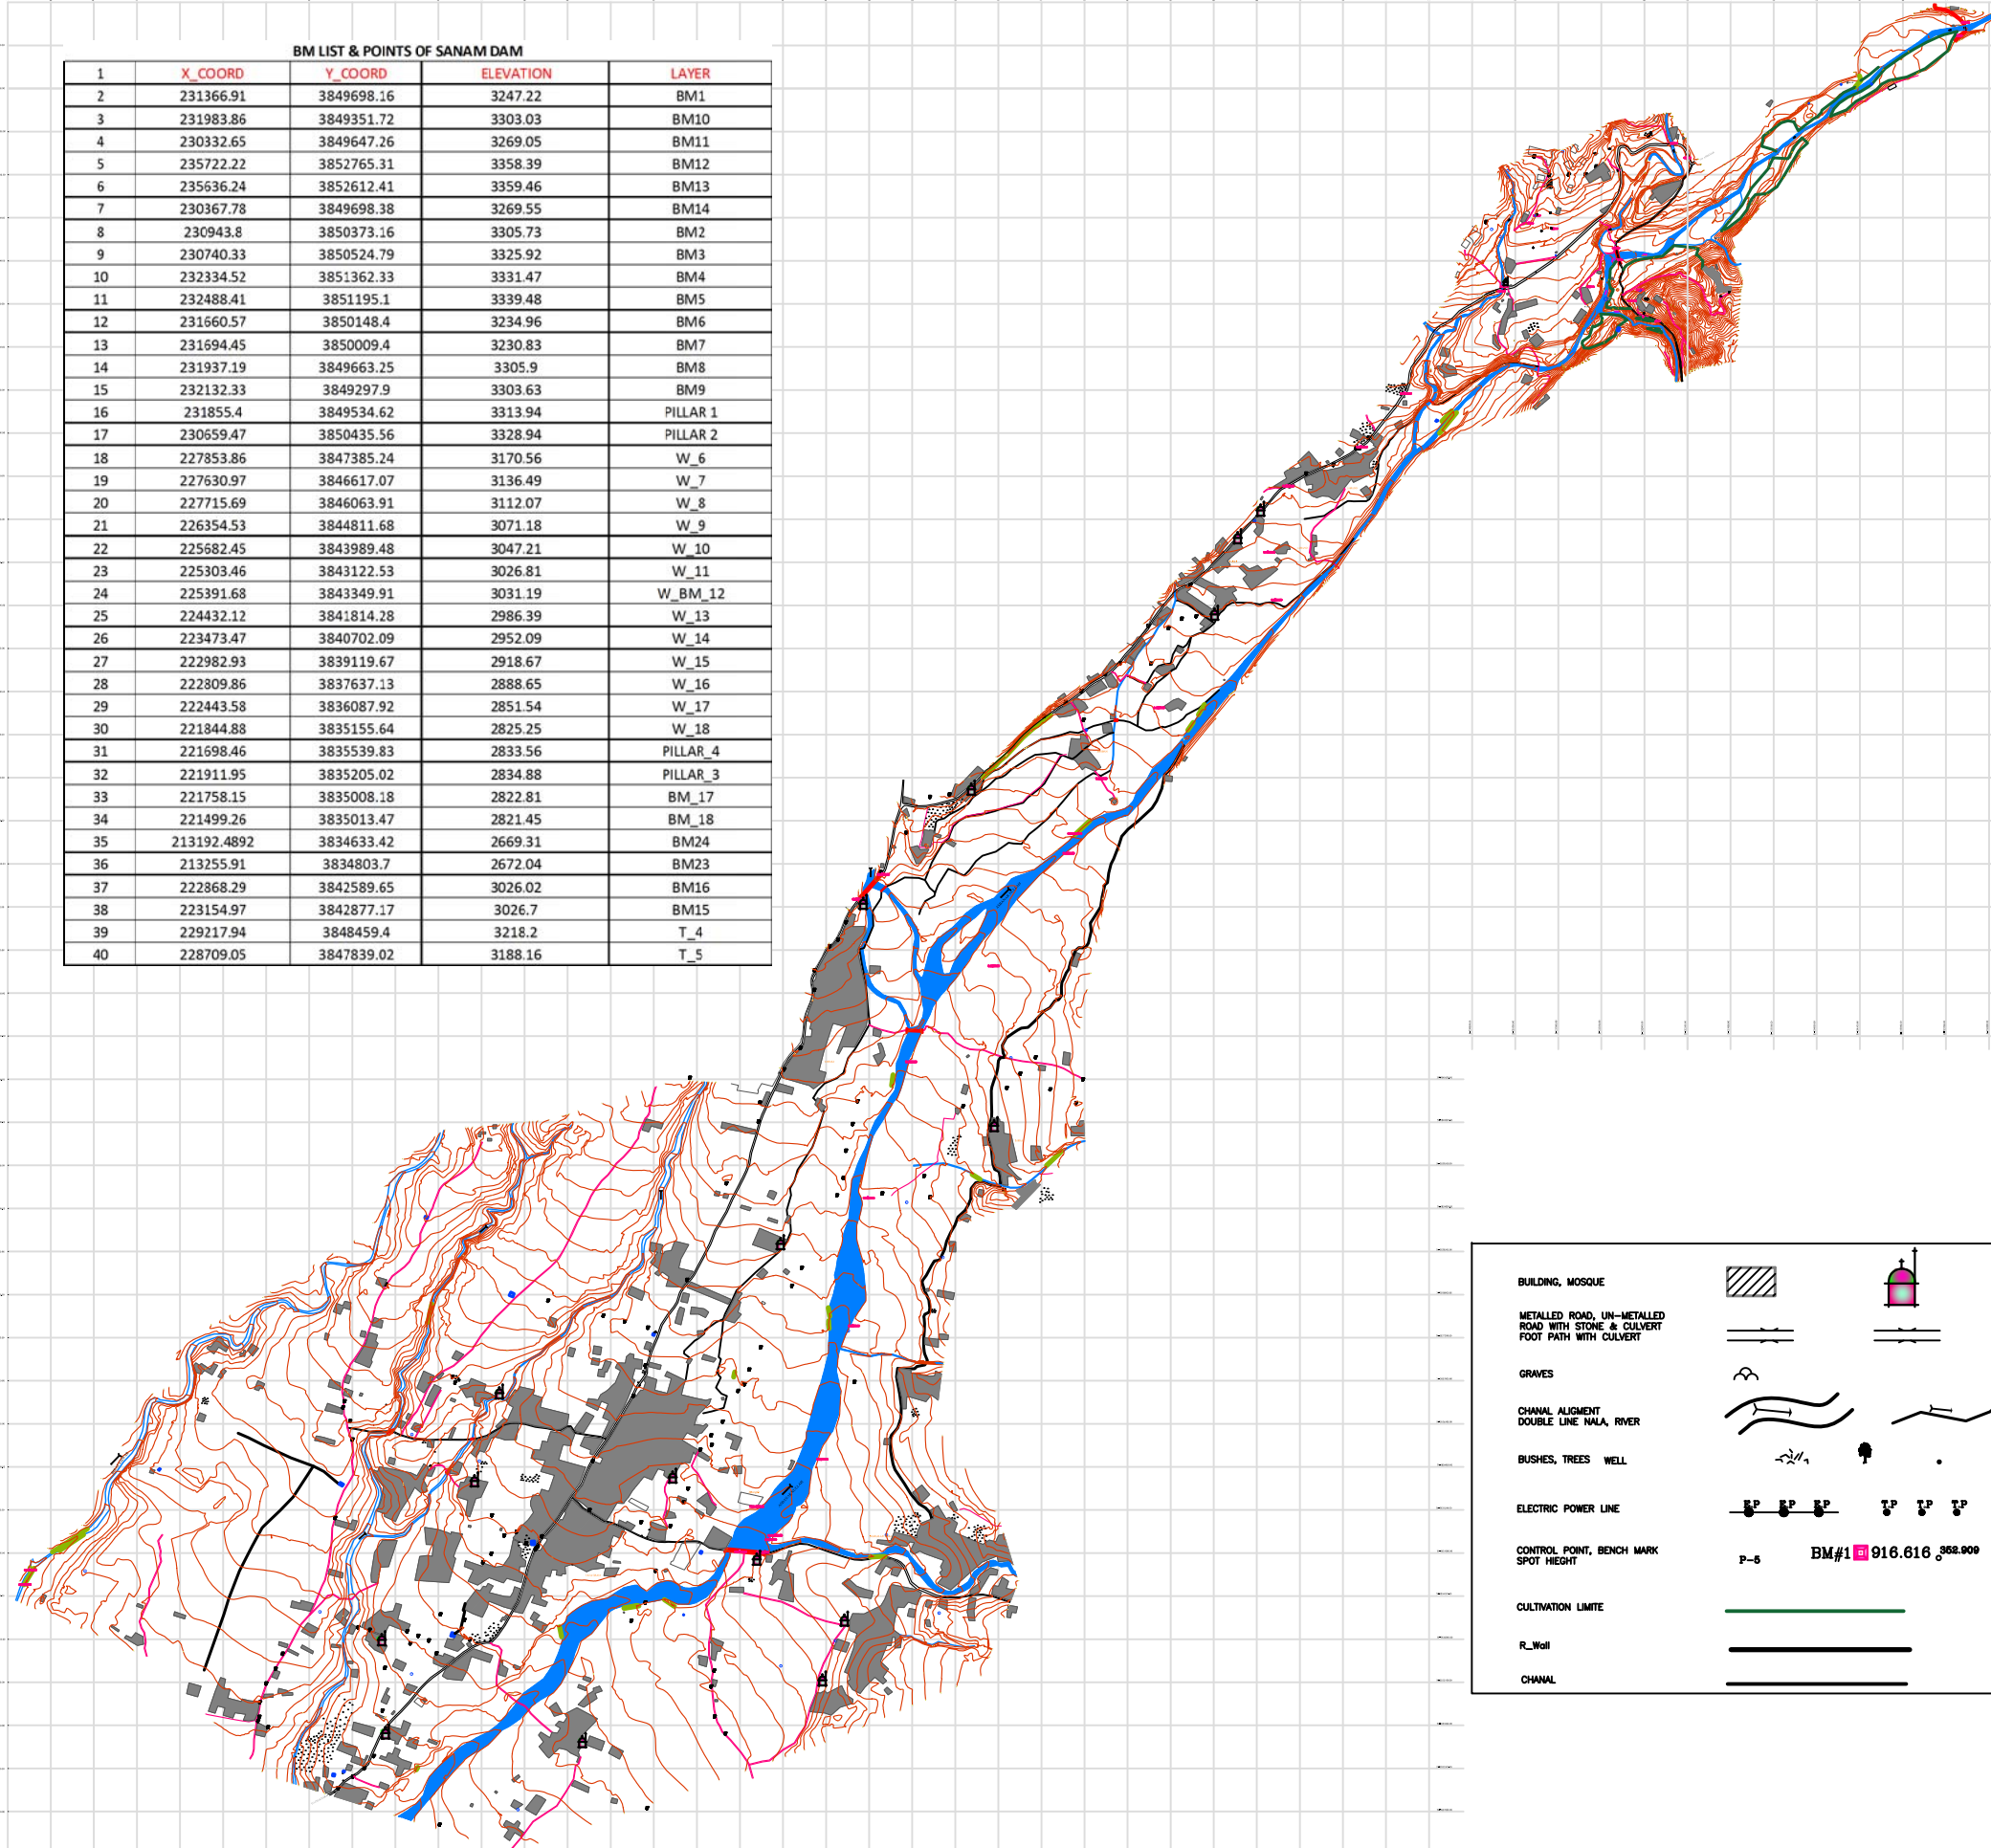 BM LIST & POINTS OF SANAM DAM
1 X_COORD Y_COORD ELEVATION LAYER
2 231366.91 3849698.16 3247.22 BM1
3 231983.86 3849351.72 3303.03 BM10
4 230332.65 3849647.26 3269.05 BM11
5 235722.22 3852765.31 3358.39 BM12
6 235636.24 3852612.41 3359.46 BM13
7 230367.78 3849698.38 3269.55 BM14
8 230943.8 3850373.16 3305.73 BM2
9 230740.33 3850524.79 3325.92 BM3
10 232334.52 3851362.33 3331.47 BM4
11 232488.41 3851195.1 3339.48 BM5
12 231660.57 3850148.4 3234.96 BM6
13 231694.45 3850009.4 3230.83 BM7
14 231937.19 3849663.25 3305.9 BM8
15 232132.33 3849297.9 3303.63 BM9
16 231855.4 3849534.62 3313.94 PILLAR 1
17 230659.47 3850435.56 3328.94 PILLAR 2
18 227853.86 3847385.24 3170.56 W_6
19 227630.97 3846617.07 3136.49 W_7
20 227715.69 3846063.91 3112.07 W_8
21 226354.53 3844811.68 3071.18 W_9
22 225682.45 3843989.48 3047.21 W_10
23 225303.46 3843122.53 3026.81 W_11
24 225391.68 3843349.91 3031.19 W_BM_12
25 224432.12 3841814.28 2986.39 W_13
26 223473.47 3840702.09 2952.09 W_14
27 222982.93 3839119.67 2918.67 W_15
28 222809.86 3837637.13 2888.65 W_16
29 222443.58 3836087.92 2851.54 W_17
30 221844.88 3835155.64 2825.25 W_18
31 221698.46 3835539.83 2833.56 PILLAR_4
32 221911.95 3835205.02 2834.88 PILLAR_3
33 221758.15 3835008.18 2822.81 BM_17
34 221499.26 3835013.47 2821.45 BM_18
35 213192.4892 3834633.42 2669.31 BM24
36 213255.91 3834803.7 2672.04 BM23
37 222868.29 3842589.65 3026.02 BM16
38 223154.97 3842877.17 3026.7 BM15
39 229217.94 3848459.4 3218.2 T_4
40 228709.05 3847839.02 3188.16 T_5
BUILDING, MOSQUE
METALLED ROAD, UN-METALLED
ROAD WITH STONE & CULVERT
FOOT PATH WITH CULVERT
GRAVES
CHANAL ALIGMENT
DOUBLE LINE NALA, RIVER
BUSHES, TREES WELL
ELECTRIC POWER LINE E.P E.P E.P T.P T.P T.P
CONTROL POINT, BENCH MARK
SPOT HIEGHT P-5 BM#1 916.616 352.909
CULTIVATION LIMITE
R_Wall
CHANAL